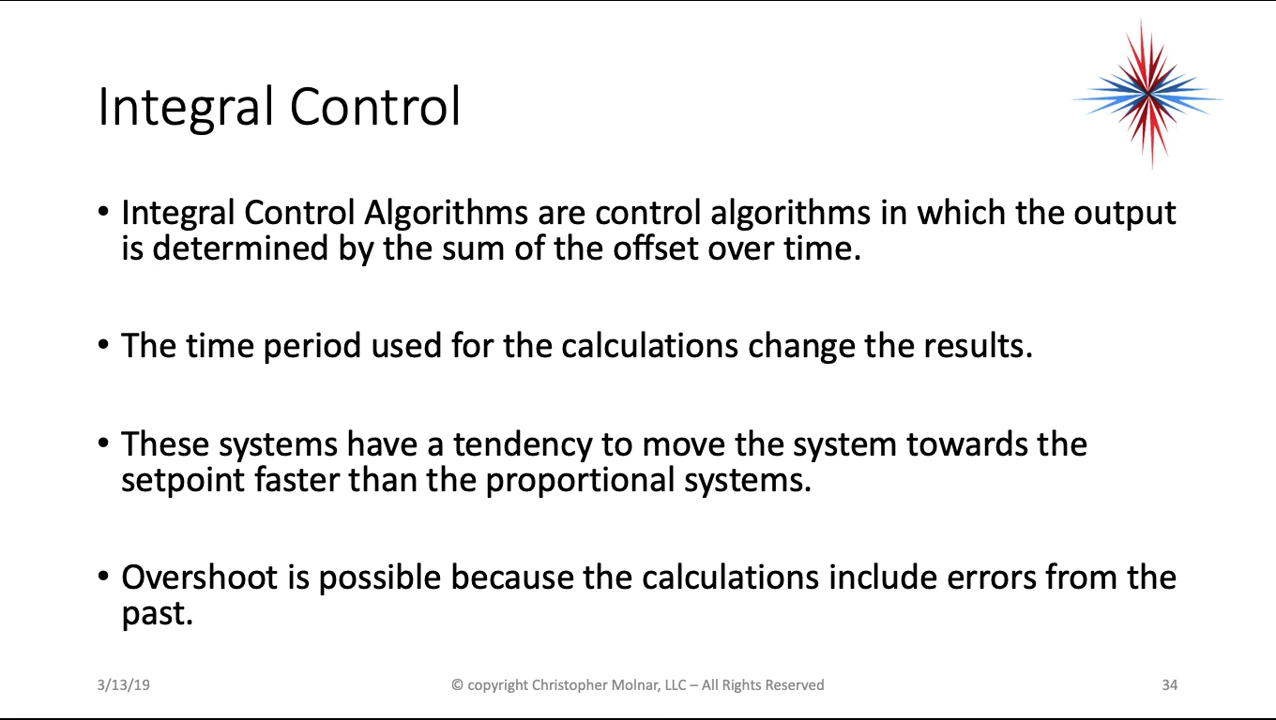 Integral Control
• Integral Control Algorithms are control algorithms in which the output
is determined by the sum of the offset over time.
• The time period used for the calculations change the results.
• These systems have a tendency to move the system towards the
setpoint faster than the proportional systems.
• Overshoot is possible because the calculations include errors from the
past.
3/13/19
© copyright Christopher Molnar, LLC – All Rights Reserved
34